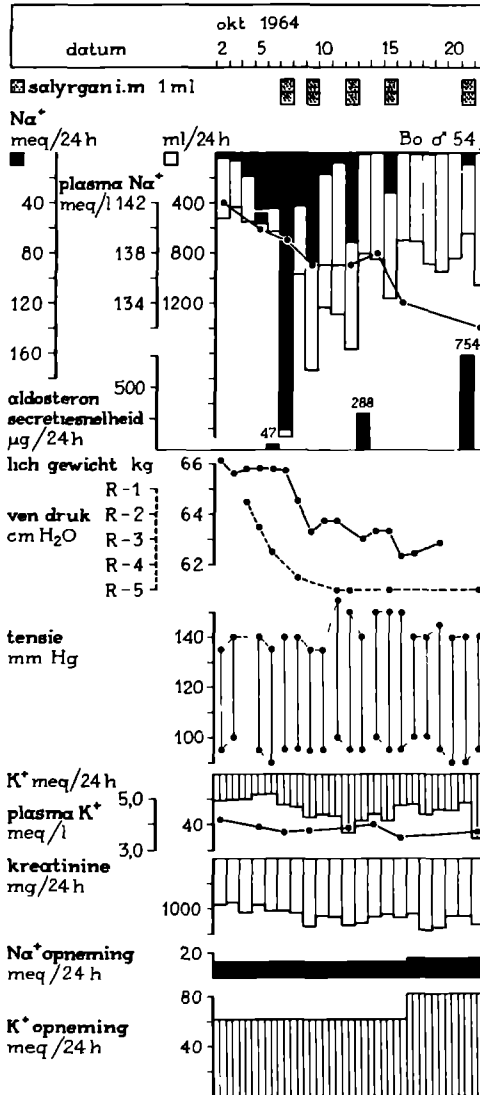 okt 1964
datum 2 5 10 15 20
salyrgan i.m 1 ml
Na⁺
meq/24 h ml/24 h Bo ♂ 54 j
plasma Na⁺
40 meq/l 142 400
80 138 800
120 134 1200
160
754
500
aldosteron
secretiesnelheid 288
μg/24 h 47
lich gewicht kg 66
R-1
ven druk R-2 64
cm H₂O R-3
R-4 62
R-5
tensie 140
mm Hg
120
100
K⁺ meq/24 h
plasma K⁺ 5,0
meq/l 40
3,0
kreatinine
mg/24 h
1000
Na⁺ opneming 20
meq/24 h
80
K⁺ opneming
meq/24 h 40